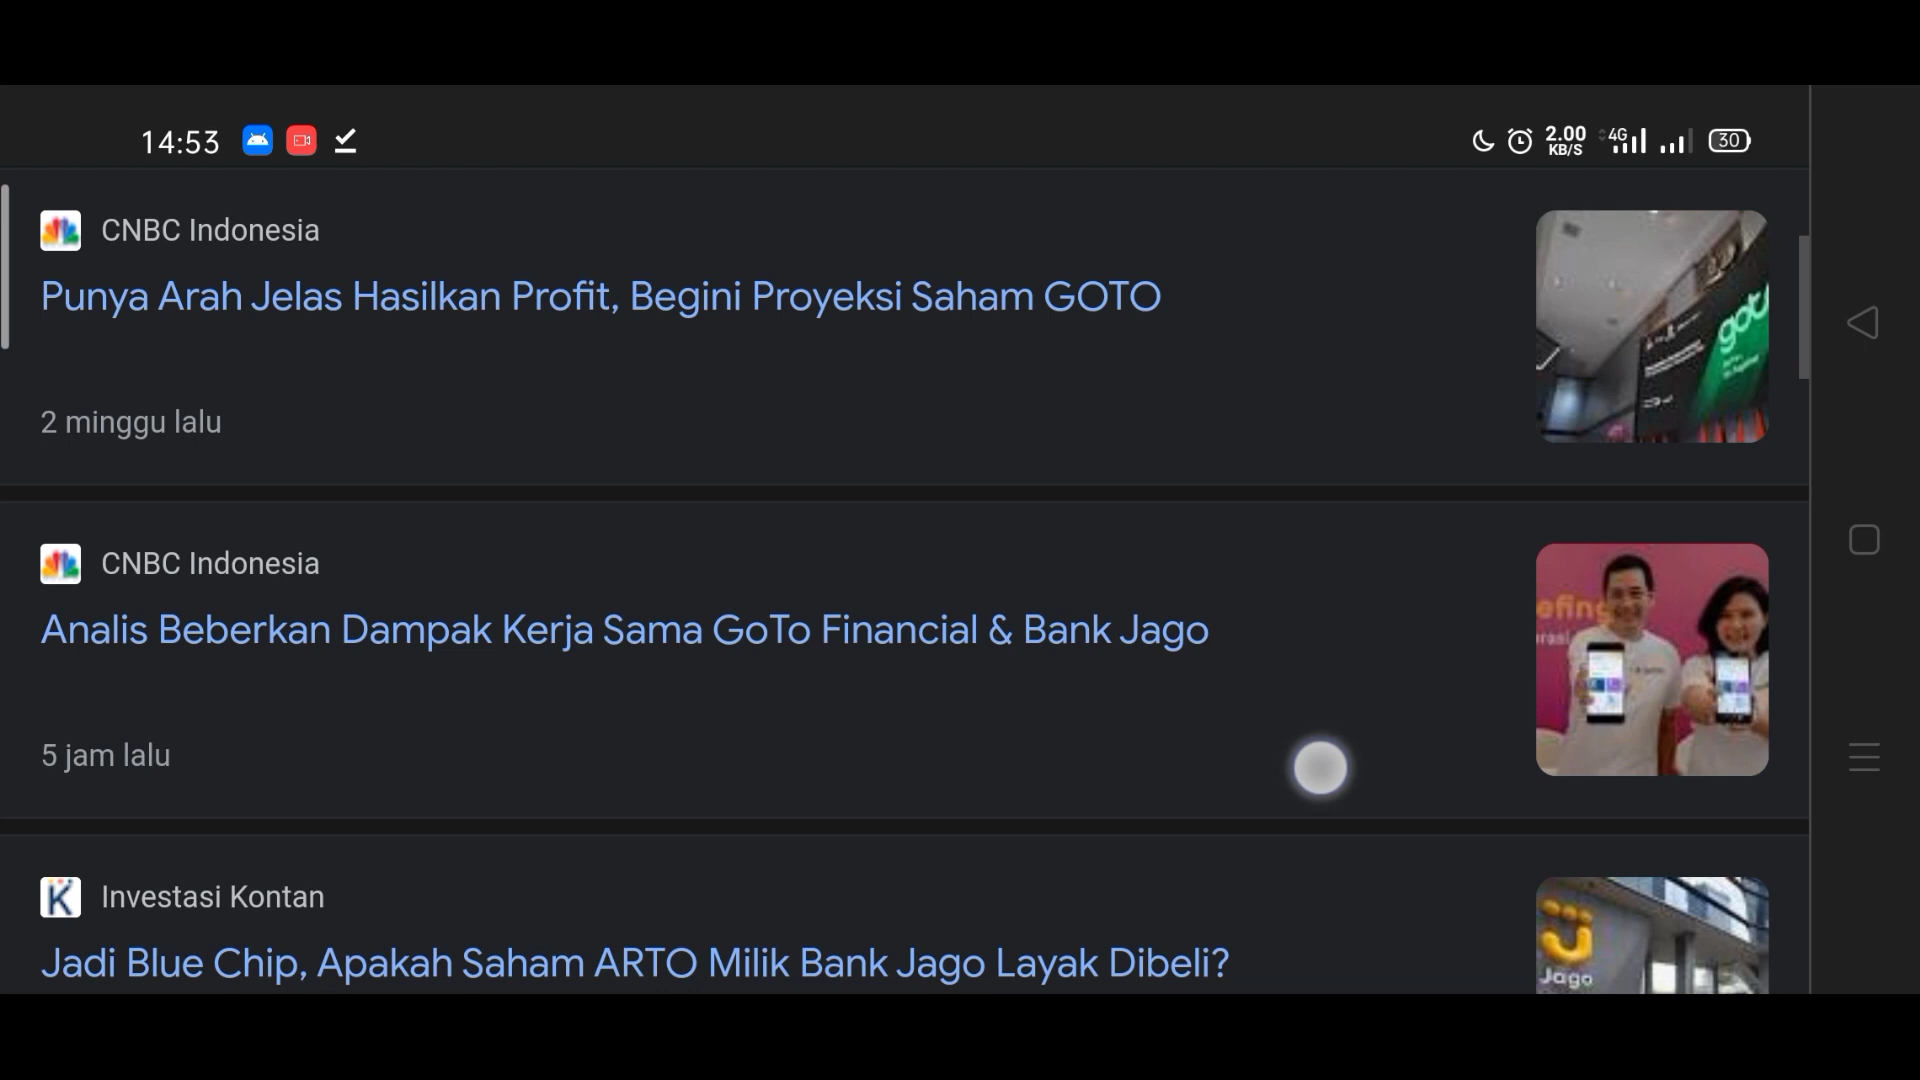 14:53
2.00
KB/S
4G
30
CNBC Indonesia
Punya Arah Jelas Hasilkan Profit, Begini Proyeksi Saham GOTO
goto
2 minggu lalu
CNBC Indonesia
Analis Beberkan Dampak Kerja Sama GoTo Financial & Bank Jago
efing
5 jam lalu
K Investasi Kontan
Jadi Blue Chip, Apakah Saham ARTO Milik Bank Jago Layak Dibeli?
Jago